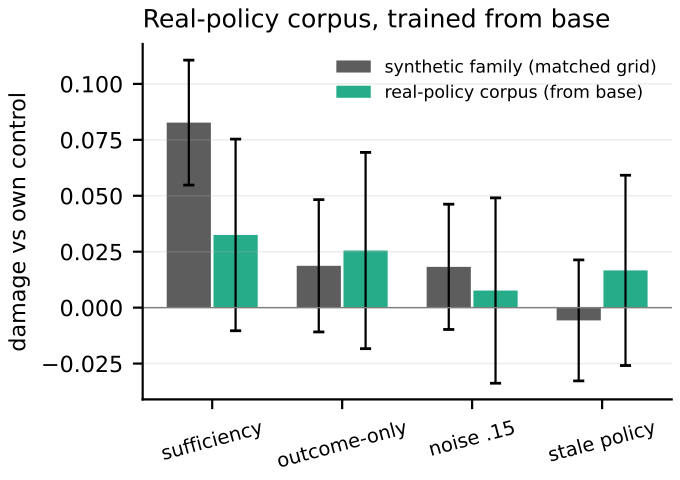 Real-policy corpus, trained from base
synthetic family (matched grid)
real-policy corpus (from base)
damage vs own control
0.100
0.075
0.050
0.025
0.000
−0.025
sufficiency
outcome-only
noise .15
stale policy